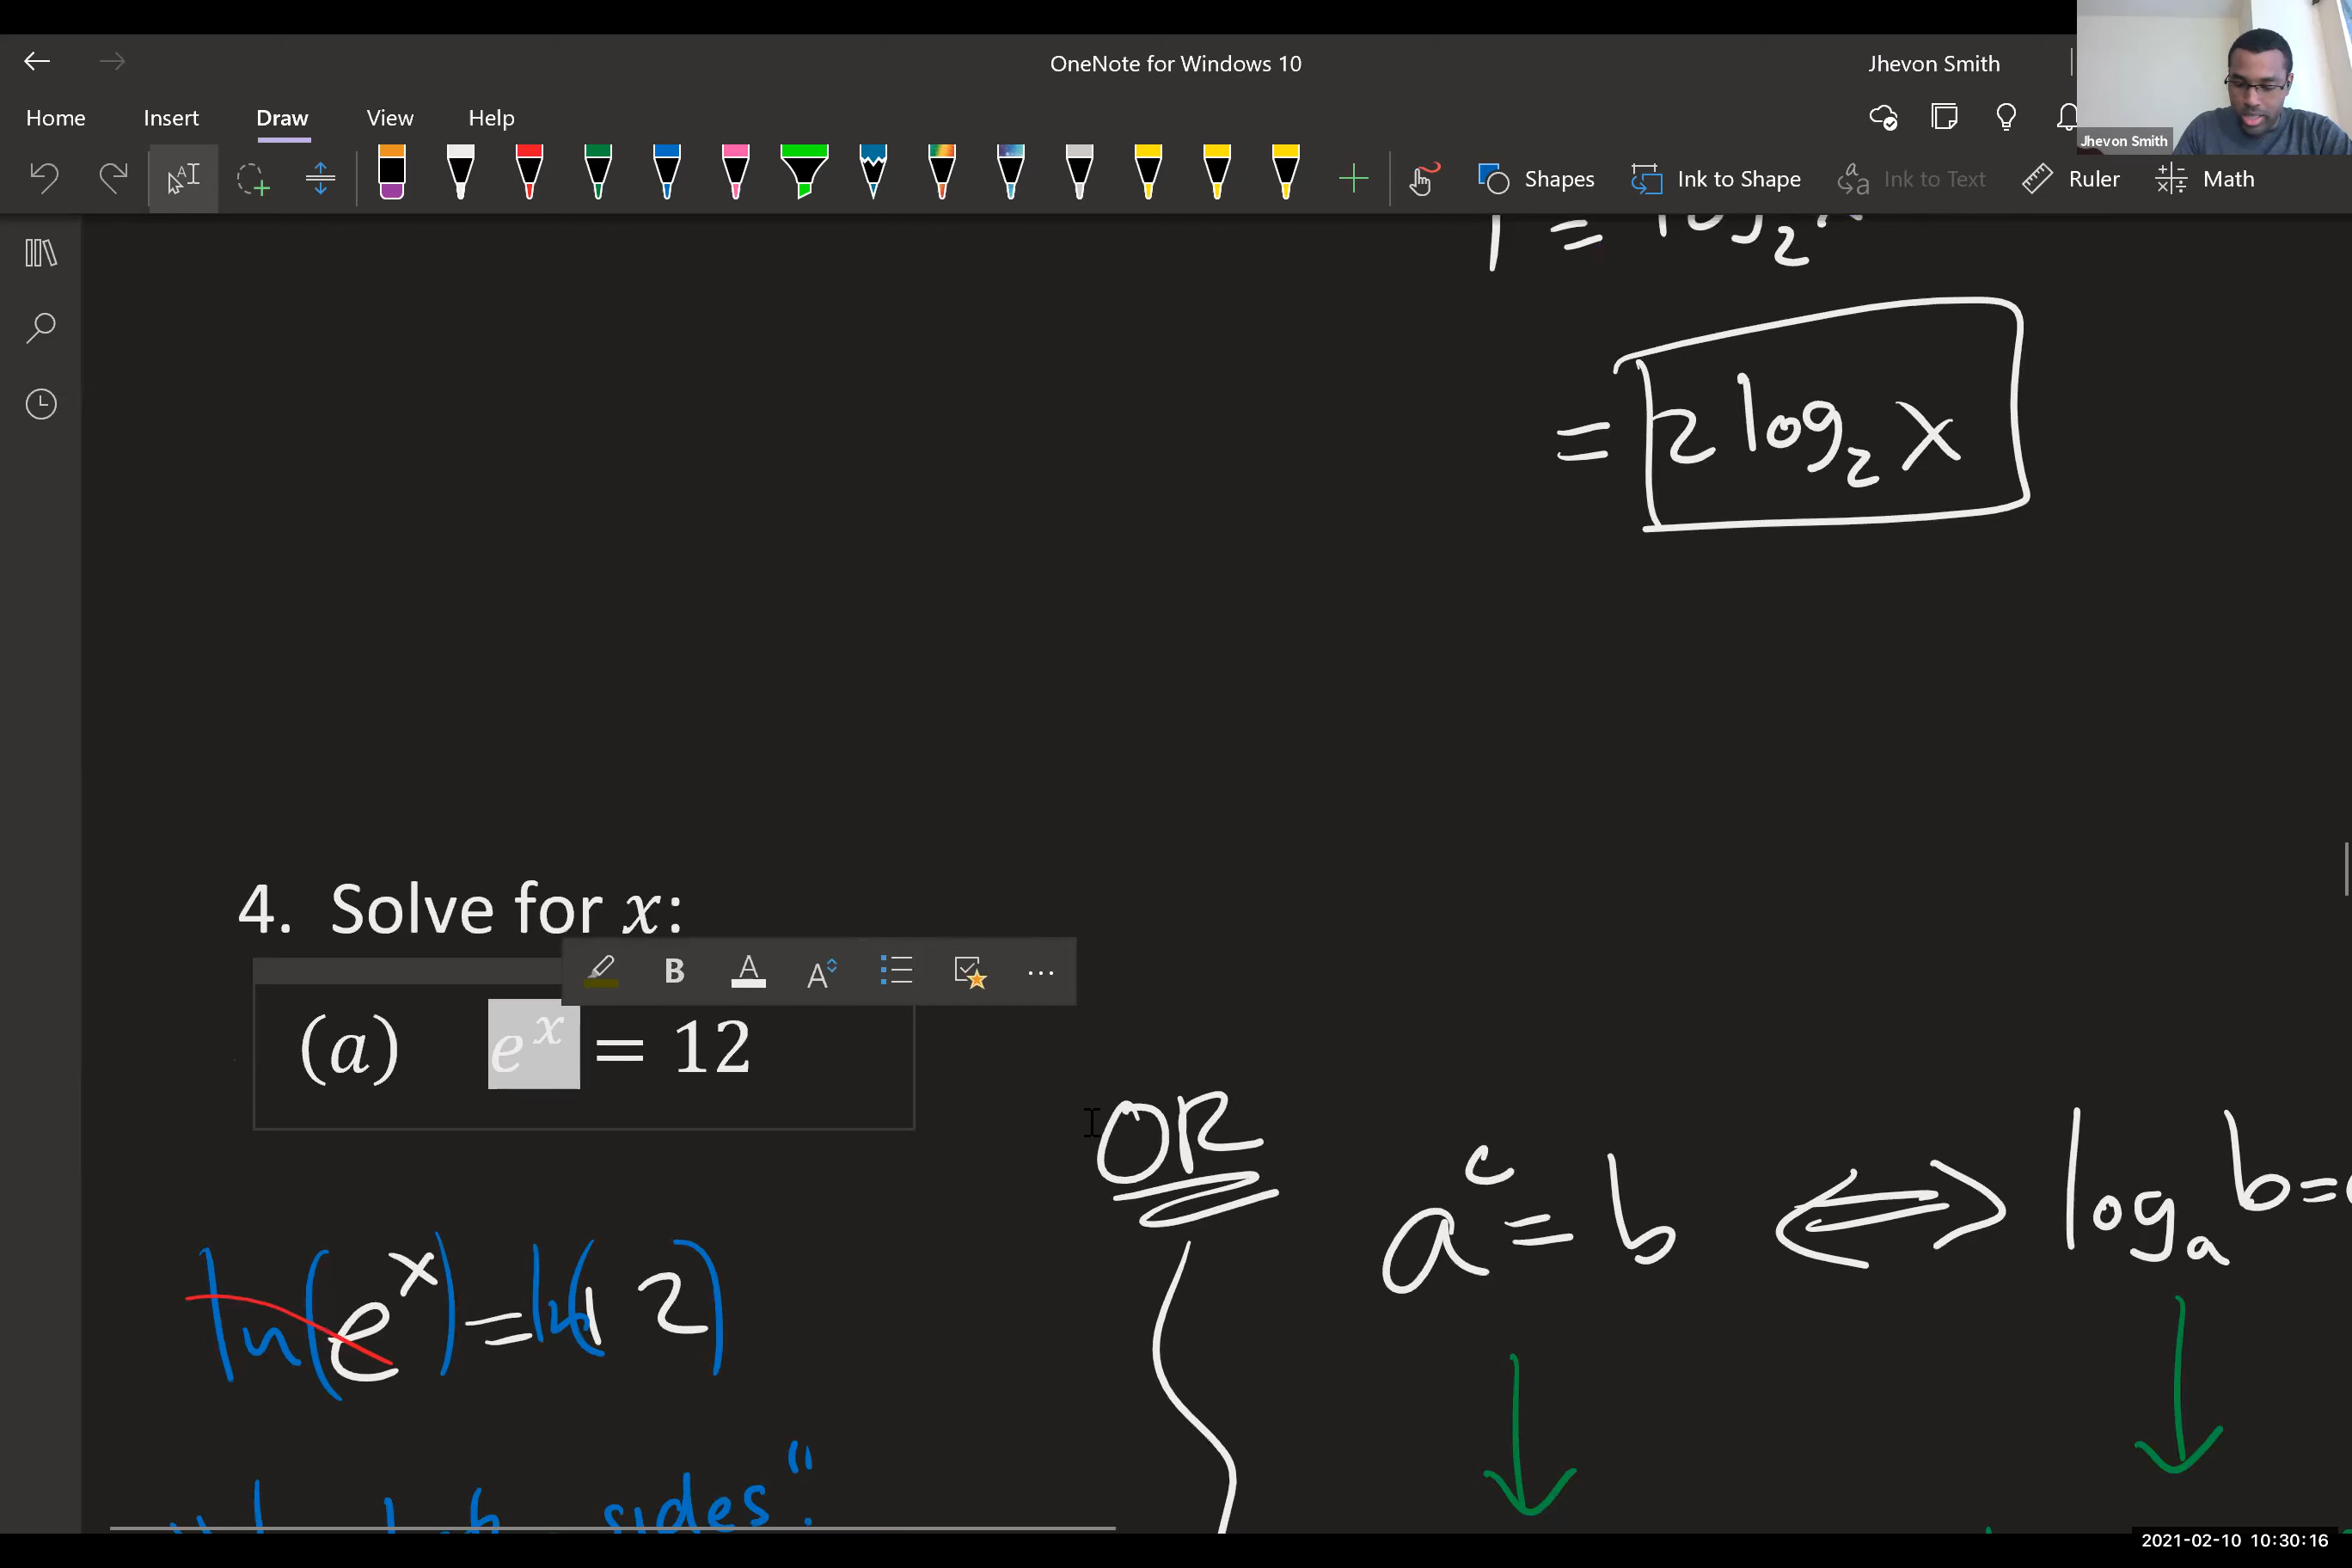 OneNote for Windows 10
Jhevon Smith
Home Insert Draw View Help
Jhevon Smith
Shapes Ink to Shape Ink to Text Ruler Math
= log₂
= 2 log₂ x
4. Solve for x:
(a) eˣ = 12
OR
aᶜ = b ⟺ logₐ b =
ln(eˣ) = ln(12)
sides"
2021-02-10 10:30:16